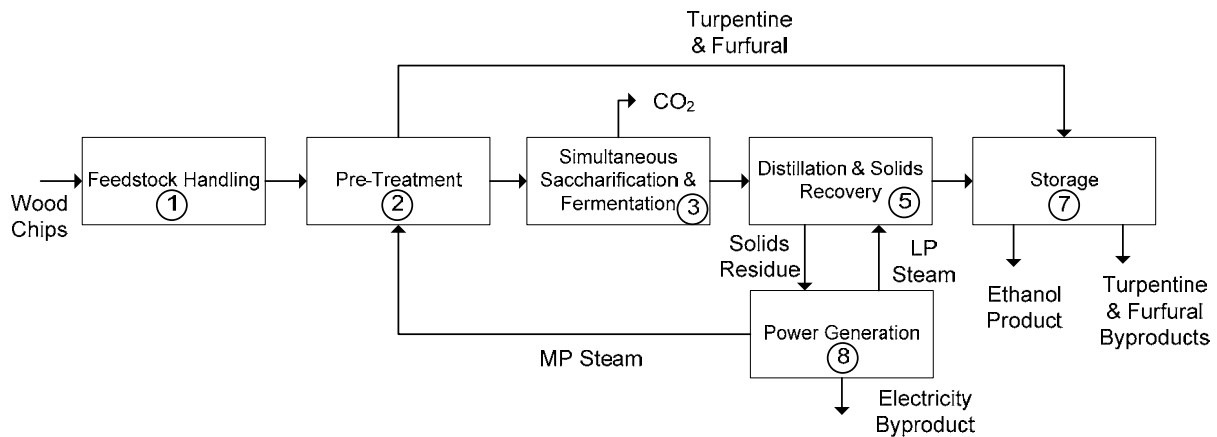 Turpentine
& Furfural
CO₂
Wood
Chips
Feedstock Handling
1
Pre-Treatment
2
Simultaneous
Saccharification &
Fermentation
3
Distillation & Solids
Recovery
5
Storage
7
Solids
Residue
LP
Steam
Ethanol
Product
Turpentine
& Furfural
Byproducts
MP Steam
Power Generation
8
Electricity
Byproduct